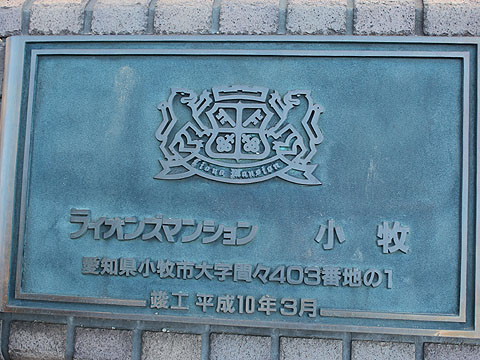 Lions Mansion
ライオンズマンション 小牧
愛知県小牧市大字間々403番地の1
竣工 平成10年3月